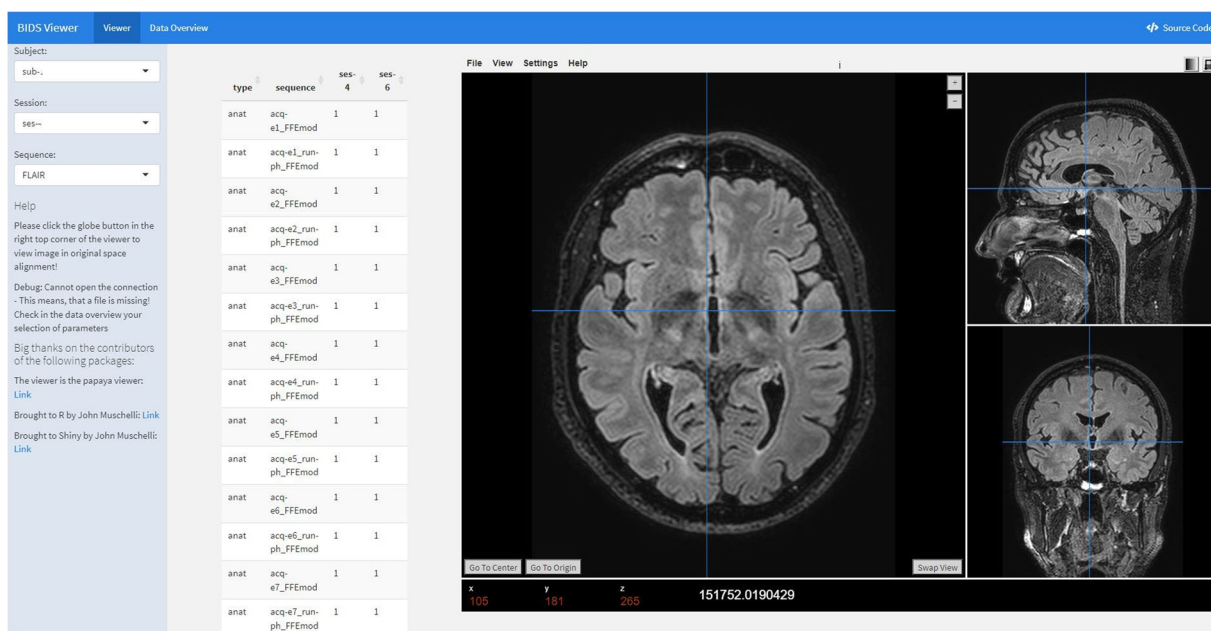 BIDS Viewer Viewer Data Overview </> Source Code
Subject:
sub-.
Session:
ses--
Sequence:
FLAIR
Help
Please click the globe button in the
right top corner of the viewer to
view image in original space
alignment!
Debug: Cannot open the connection
- This means, that a file is missing!
Check in the data overview your
selection of parameters
Big thanks on the contributors
of the following packages:
The viewer is the papaya viewer:
Link
Brought to R by John Muschelli: Link
Brought to Shiny by John Muschelli:
Link
ses- ses-
type sequence 4 6
anat acq- 1 1
e1_FFEmod
anat acq-e1_run- 1 1
ph_FFEmod
anat acq- 1 1
e2_FFEmod
anat acq-e2_run- 1 1
ph_FFEmod
anat acq- 1 1
e3_FFEmod
anat acq-e3_run- 1 1
ph_FFEmod
anat acq- 1 1
e4_FFEmod
anat acq-e4_run- 1 1
ph_FFEmod
anat acq- 1 1
e5_FFEmod
anat acq-e5_run- 1 1
ph_FFEmod
anat acq- 1 1
e6_FFEmod
anat acq-e6_run- 1 1
ph_FFEmod
anat acq- 1 1
e7_FFEmod
anat acq-e7_run- 1 1
ph_FFEmod
File View Settings Help i
+
−
Go To Center Go To Origin Swap View
x y z
105 181 265 151752.0190429